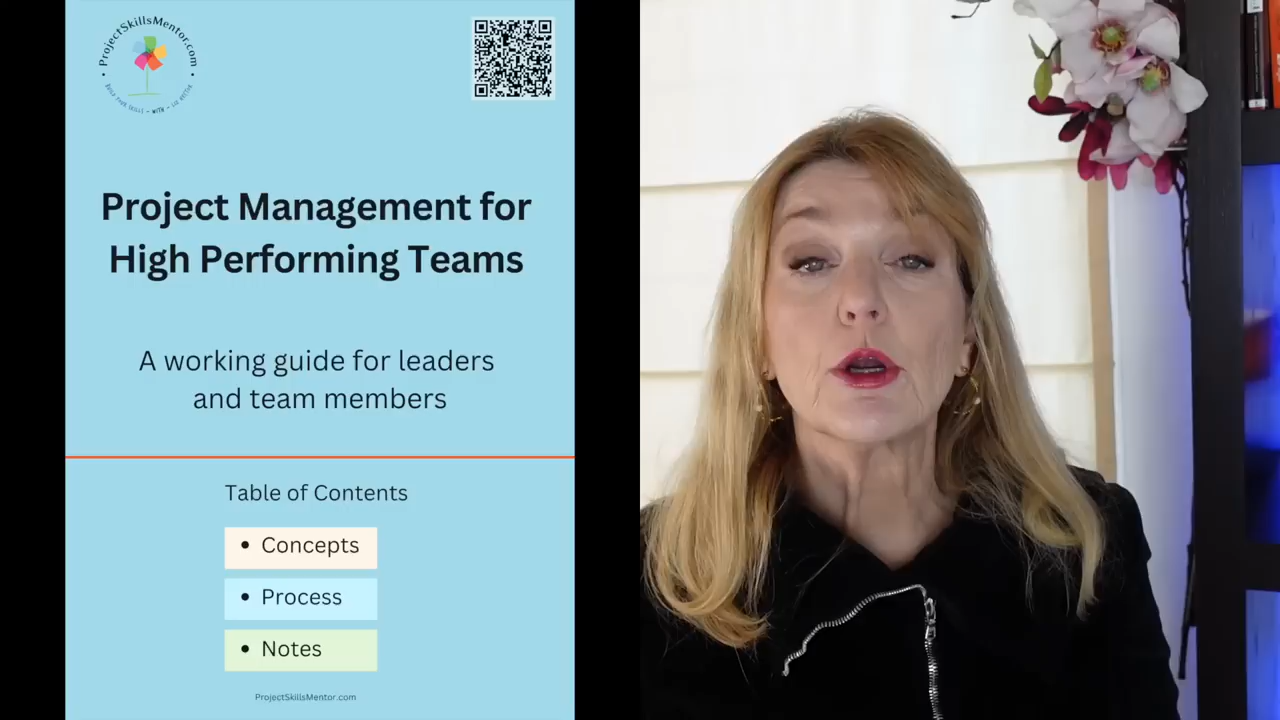 ProjectSkillsMentor.com
Project Management for
High Performing Teams
A working guide for leaders
and team members
Table of Contents
• Concepts
• Process
• Notes
ProjectSkillsMentor.com